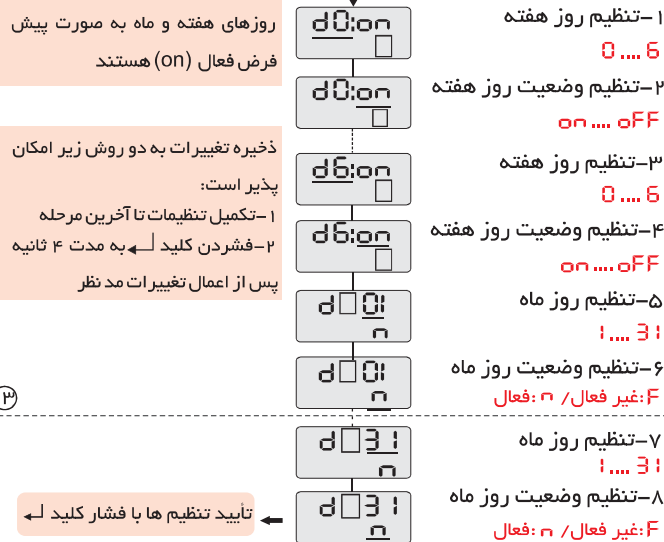 ۱-تنظیم روز هفته
0 .... 6
d0:on
روزهای هفته و ماه به صورت پیش
فرض فعال (on) هستند
۲-تنظیم وضعیت روز هفته
on .... oFF
d0:on
۳-تنظیم روز هفته
0 .... 6
d6:on
ذخیره تغییرات به دو روش زیر امکان
پذیر است:
۱-تکمیل تنظیمات تا آخرین مرحله
۲-فشردن کلید ↵ به مدت ۴ ثانیه
پس از اعمال تغییرات مد نظر
۴-تنظیم وضعیت روز هفته
on .... oFF
d6:on
۵-تنظیم روز ماه
1 .... 31
d 01
n
۶-تنظیم وضعیت روز ماه
F:غیر فعال/ n :فعال
d 01
n
۳
۷-تنظیم روز ماه
1 .... 31
d 31
n
۸-تنظیم وضعیت روز ماه
F:غیر فعال/ n :فعال
d 31
n
تأیید تنظیم ها با فشار کلید ↵